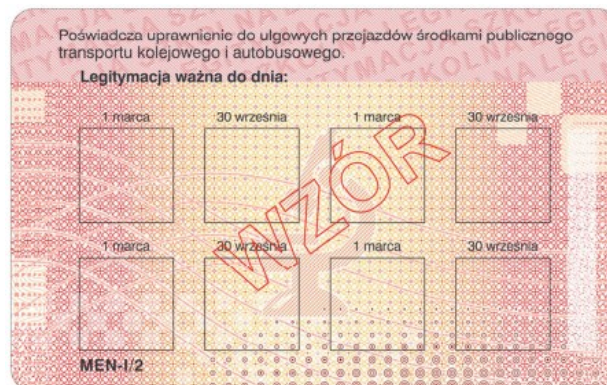 Poświadcza uprawnienie do ulgowych przejazdów środkami publicznego
transportu kolejowego i autobusowego.
Legitymacja ważna do dnia:
1 marca 30 września 1 marca 30 września
WZÓR
1 marca 30 września 1 marca 30 września
MEN-I/2